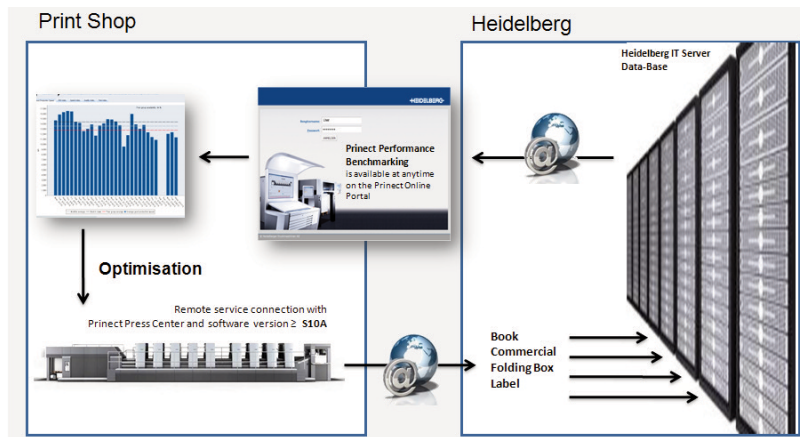 Print Shop
Heidelberg
Heidelberg IT Server
Data-Base
HEIDELBERG
Prinect Performance
Benchmarking
is available at anytime
on the Prinect Online
Portal
Optimisation
Remote service connection with
Prinect Press Center and software version ≥ S10A
Book
Commercial
Folding Box
Label